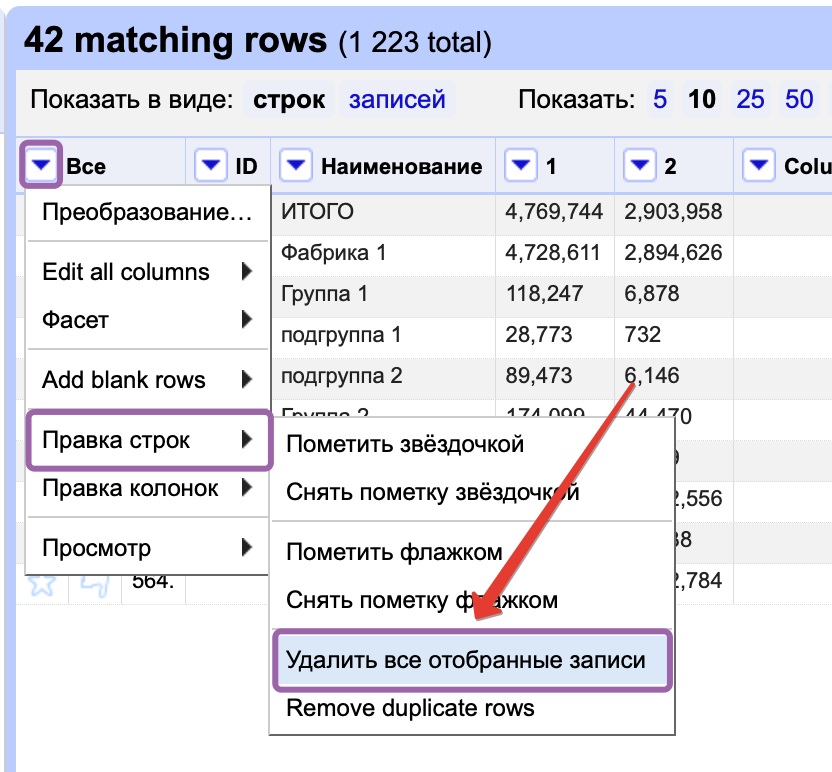 42 matching rows (1 223 total)
Показать в виде: строк записей Показать: 5 10 25 50
Все ID Наименование 1 2 Colu
Преобразование… ИТОГО 4,769,744 2,903,958
Фабрика 1 4,728,611 2,894,626
Edit all columns Группа 1 118,247 6,878
Фасет подгруппа 1 28,773 732
Add blank rows подгруппа 2 89,473 6,146
Группа 2 174,099 44,470
Правка строк Пометить звёздочкой
Правка колонок Снять пометку звёздочкой 2,556
Просмотр Пометить флажком 38
564. Снять пометку флажком 2,784
Удалить все отобранные записи
Remove duplicate rows